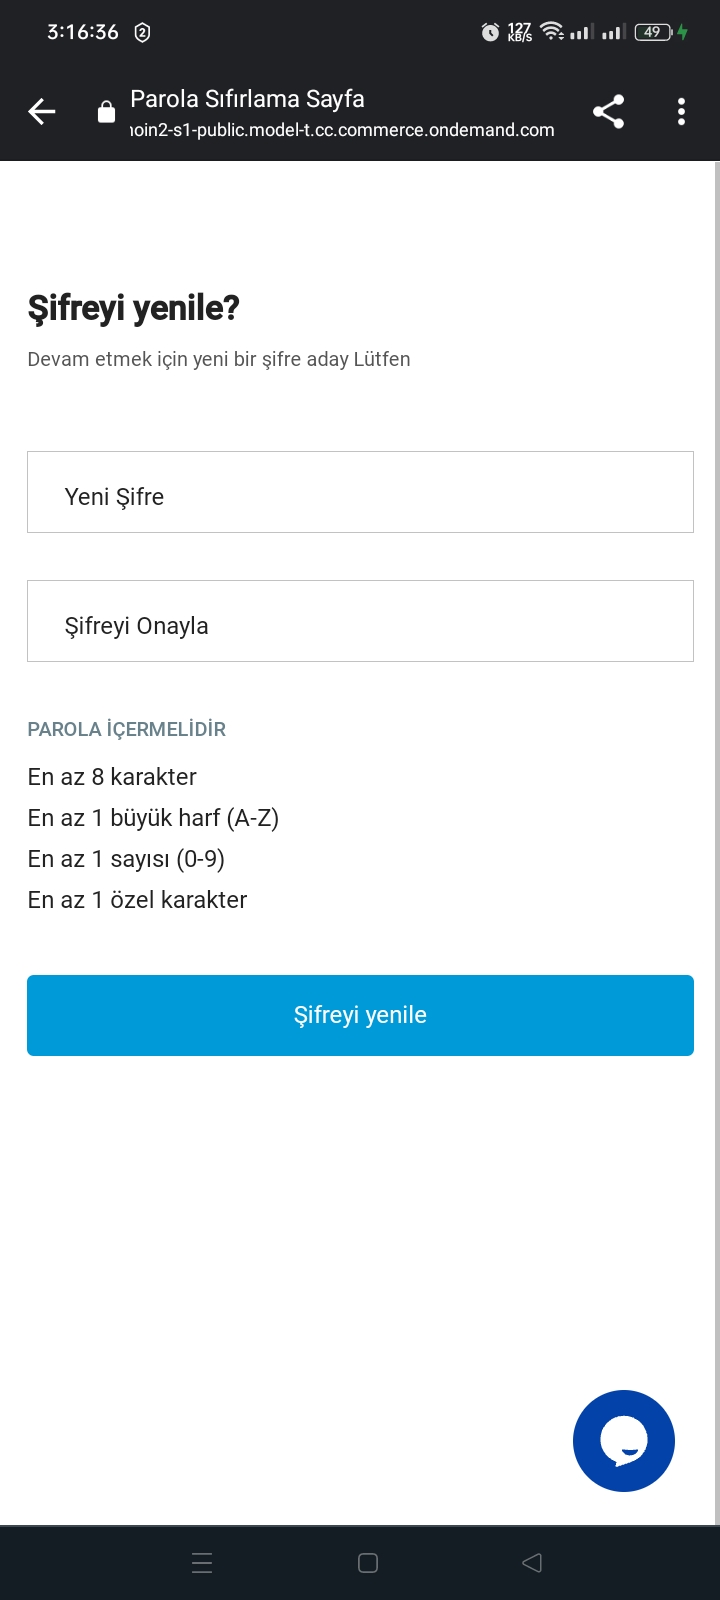 3:16:36
2
127
KB/S
49
Parola Sıfırlama Sayfa
noin2-s1-public.model-t.cc.commerce.ondemand.com
Şifreyi yenile?
Devam etmek için yeni bir şifre aday Lütfen
Yeni Şifre
Şifreyi Onayla
PAROLA İÇERMELİDİR
En az 8 karakter
En az 1 büyük harf (A-Z)
En az 1 sayısı (0-9)
En az 1 özel karakter
Şifreyi yenile